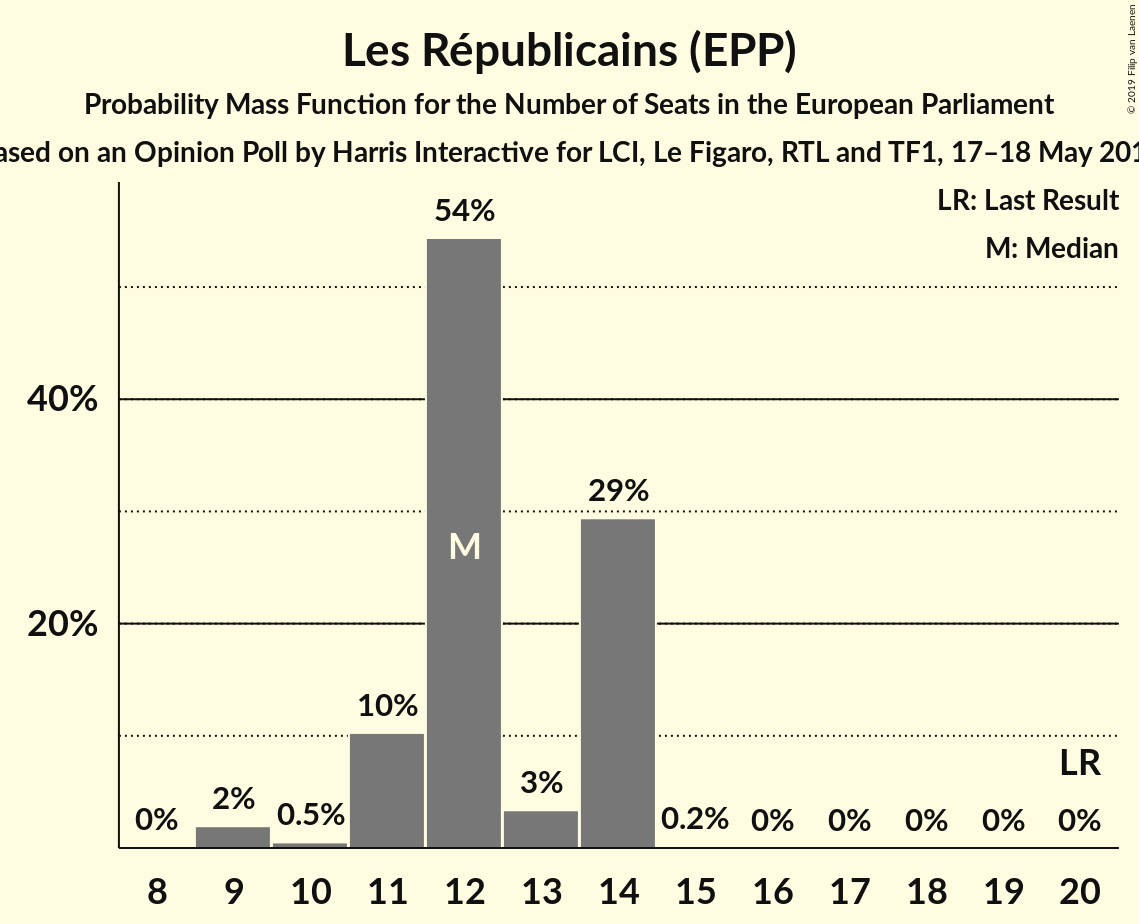 Les Républicains (EPP)
Probability Mass Function for the Number of Seats in the European Parliament
on an Opinion Poll by Harris Interactive for LCI, Le Figaro, RTL and TF1, 17–18 May
© 2019 Filip van Laenen
LR: Last Result
M: Median
54%
40%
29%
M
20%
10%
LR
3%
2%
0.5%
0%
0.2%
0%
0%
0%
0%
0%
8 9 10 11 12 13 14 15 16 17 18 19 20